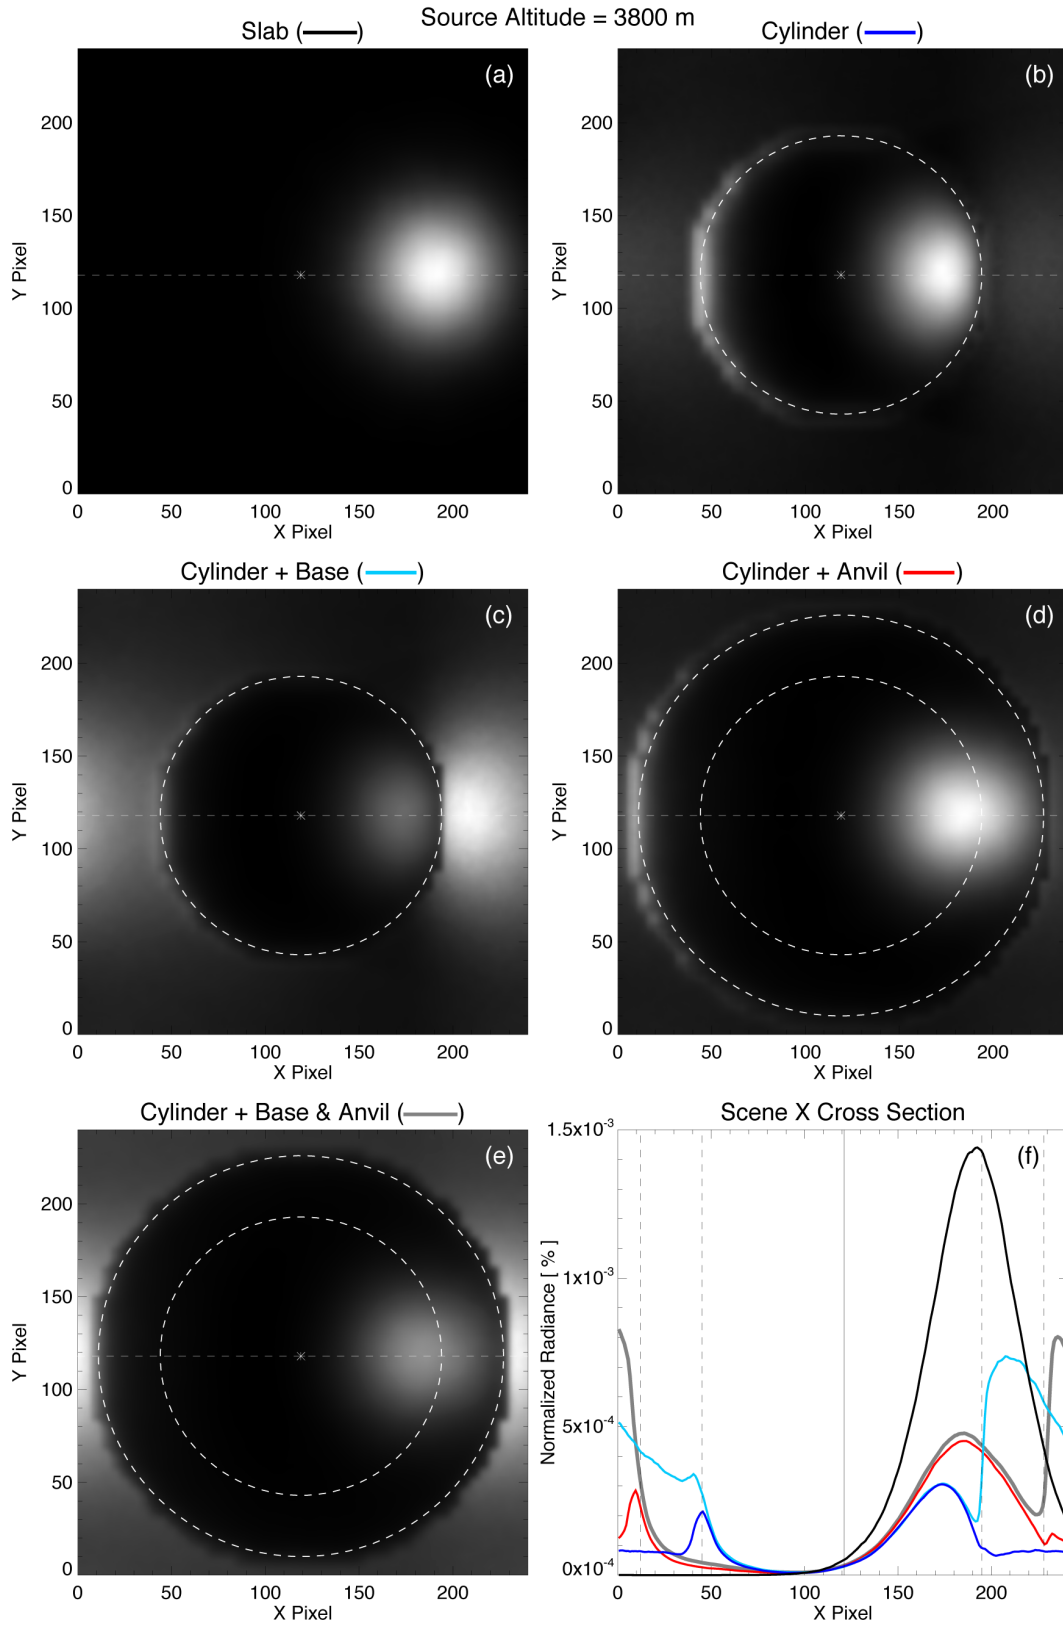 Source Altitude = 3800 m
Slab ( )
Cylinder ( )
(a)
(b)
200
150
100
50
0
Y Pixel
0 50 100 150 200
X Pixel
200
150
100
50
0
Y Pixel
0 50 100 150 200
X Pixel
Cylinder + Base ( )
Cylinder + Anvil ( )
(c)
(d)
200
150
100
50
0
Y Pixel
0 50 100 150 200
X Pixel
200
150
100
50
0
Y Pixel
0 50 100 150 200
X Pixel
Cylinder + Base & Anvil ( )
Scene X Cross Section
(e)
(f)
200
150
100
50
0
Y Pixel
0 50 100 150 200
X Pixel
1.5x10-3
1x10-3
5x10-4
0x10-4
Normalized Radiance [ % ]
0 50 100 150 200
X Pixel